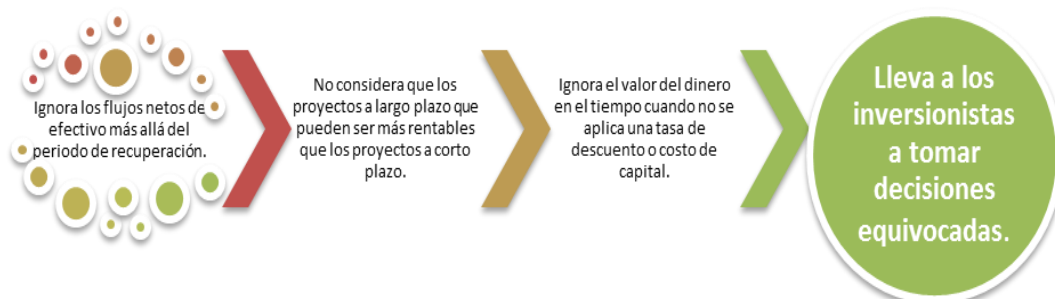 Ignora los flujos netos de
efectivo más allá del
periodo de recuperación.
No considera que los
proyectos a largo plazo que
pueden ser más rentables
que los proyectos a corto
plazo.
Ignora el valor del dinero
en el tiempo cuando no se
aplica una tasa de
descuento o costo de
capital.
Lleva a los
inversionistas
a tomar
decisiones
equivocadas.